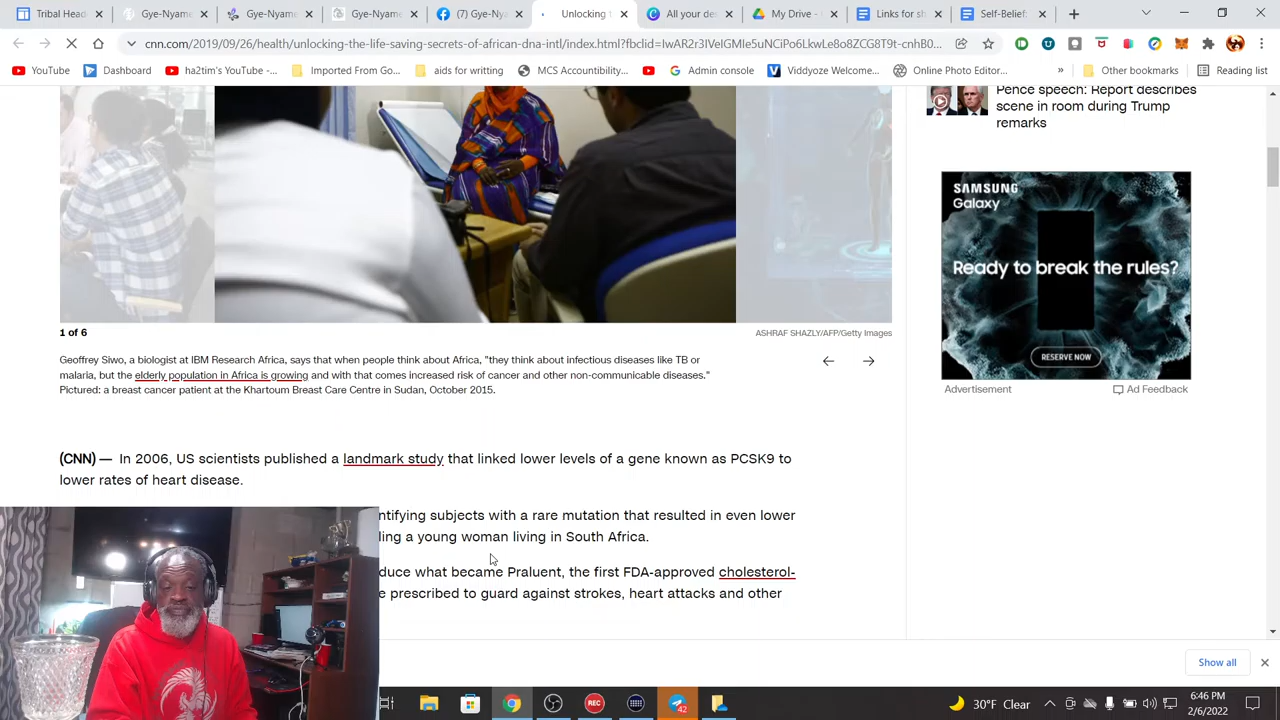 Tribal Head
Gye-Nyame
Gye-Nyame
Gye-Nyame
(7) Gye-Nya
Unlocking t
All your de
My Drive -
Links for sh
Self-Belief:
cnn.com/2019/09/26/health/unlocking-the-life-saving-secrets-of-african-dna-intl/index.html?fbclid=IwAR2r3IVeIGMIe5uNCiPo6LkwLe8o8ZCG8T9t-cnhB0...
YouTube
Dashboard
ha2tim's YouTube -...
Imported From Go...
aids for writting
MCS Accountibility...
Admin console
Viddyoze Welcome...
Online Photo Editor...
»
Other bookmarks
Reading list
Pence speech: Report describes
scene in room during Trump
remarks
SAMSUNG
Galaxy
Ready to break the rules?
RESERVE NOW
Advertisement
Ad Feedback
1 of 6
ASHRAF SHAZLY/AFP/Getty Images
Geoffrey Siwo, a biologist at IBM Research Africa, says that when people think about Africa, "they think about infectious diseases like TB or
malaria, but the elderly population in Africa is growing and with that comes increased risk of cancer and other non-communicable diseases."
Pictured: a breast cancer patient at the Khartoum Breast Care Centre in Sudan, October 2015.
(CNN) — In 2006, US scientists published a landmark study that linked lower levels of a gene known as PCSK9 to
lower rates of heart disease.
ntifying subjects with a rare mutation that resulted in even lower
ling a young woman living in South Africa.
duce what became Praluent, the first FDA-approved cholesterol-
e prescribed to guard against strokes, heart attacks and other
Show all
REC
42
30°F Clear
6:46 PM
2/6/2022